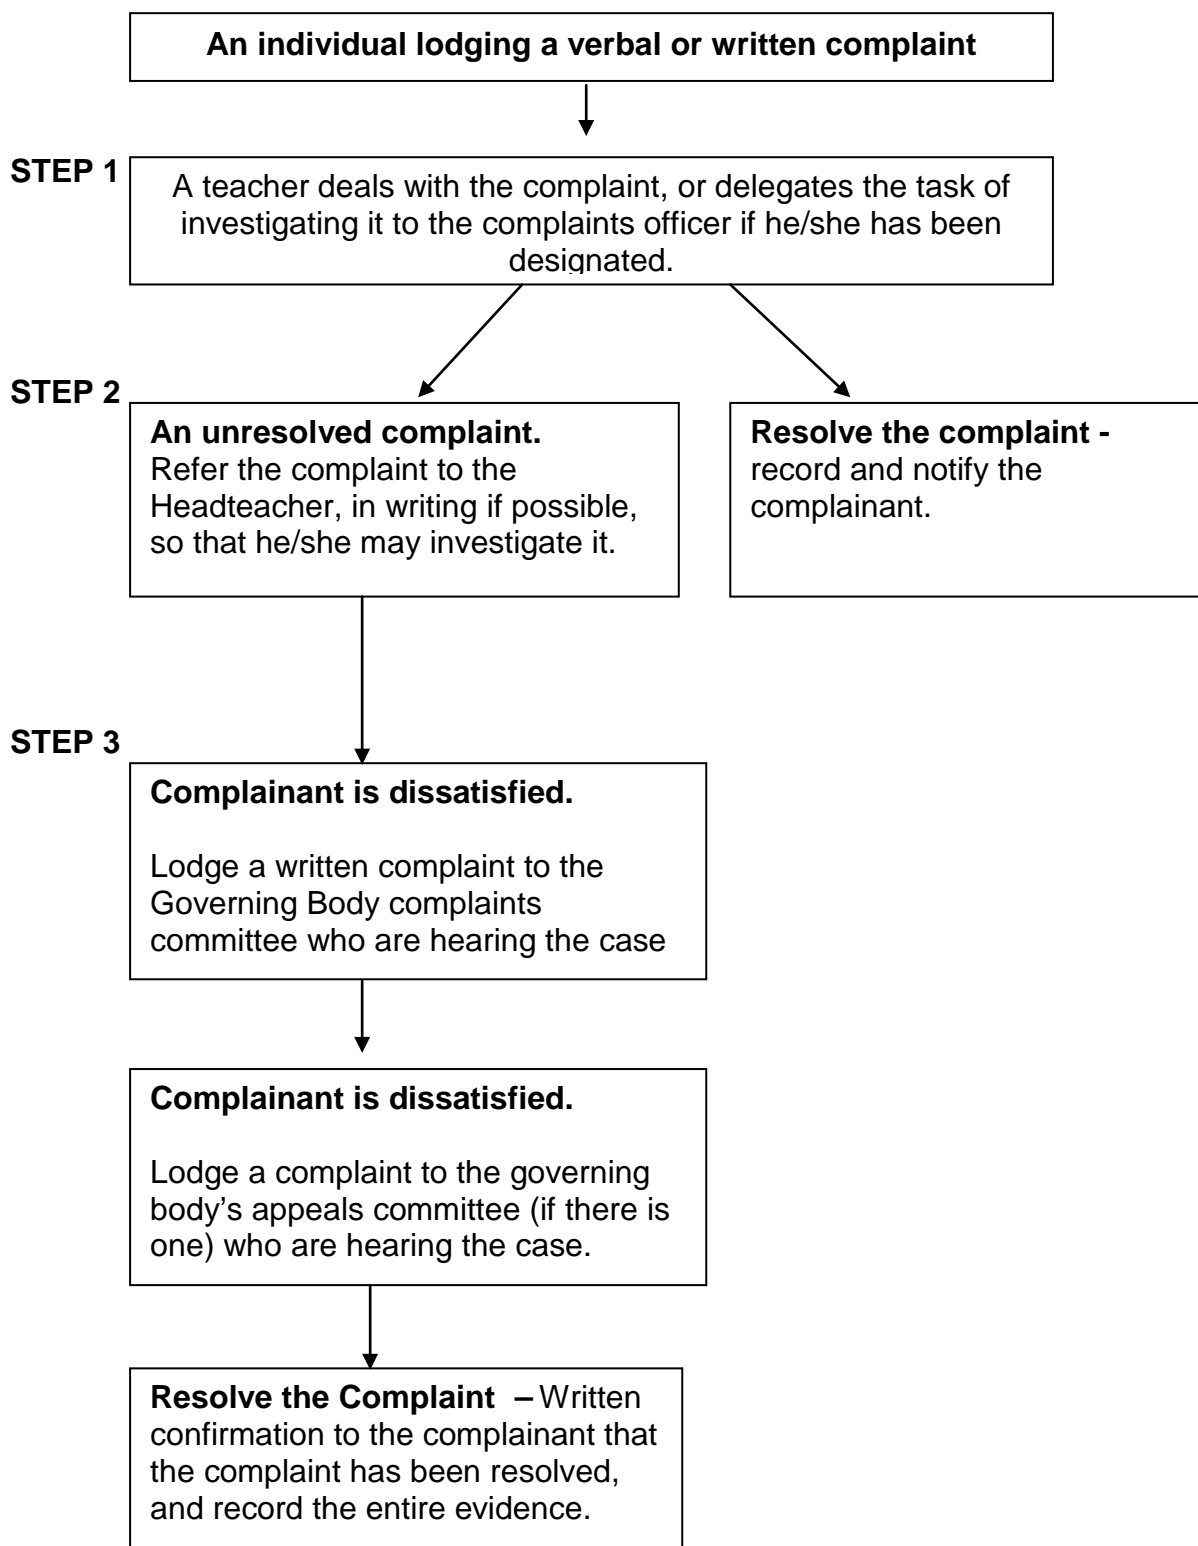 An individual lodging a verbal or written complaint
STEP 1
A teacher deals with the complaint, or delegates the task of
investigating it to the complaints officer if he/she has been
designated.
STEP 2
An unresolved complaint.
Refer the complaint to the
Headteacher, in writing if possible,
so that he/she may investigate it.
Resolve the complaint -
record and notify the
complainant.
STEP 3
Complainant is dissatisfied.
Lodge a written complaint to the
Governing Body complaints
committee who are hearing the case
Complainant is dissatisfied.
Lodge a complaint to the governing
body’s appeals committee (if there is
one) who are hearing the case.
Resolve the Complaint – Written
confirmation to the complainant that
the complaint has been resolved,
and record the entire evidence.